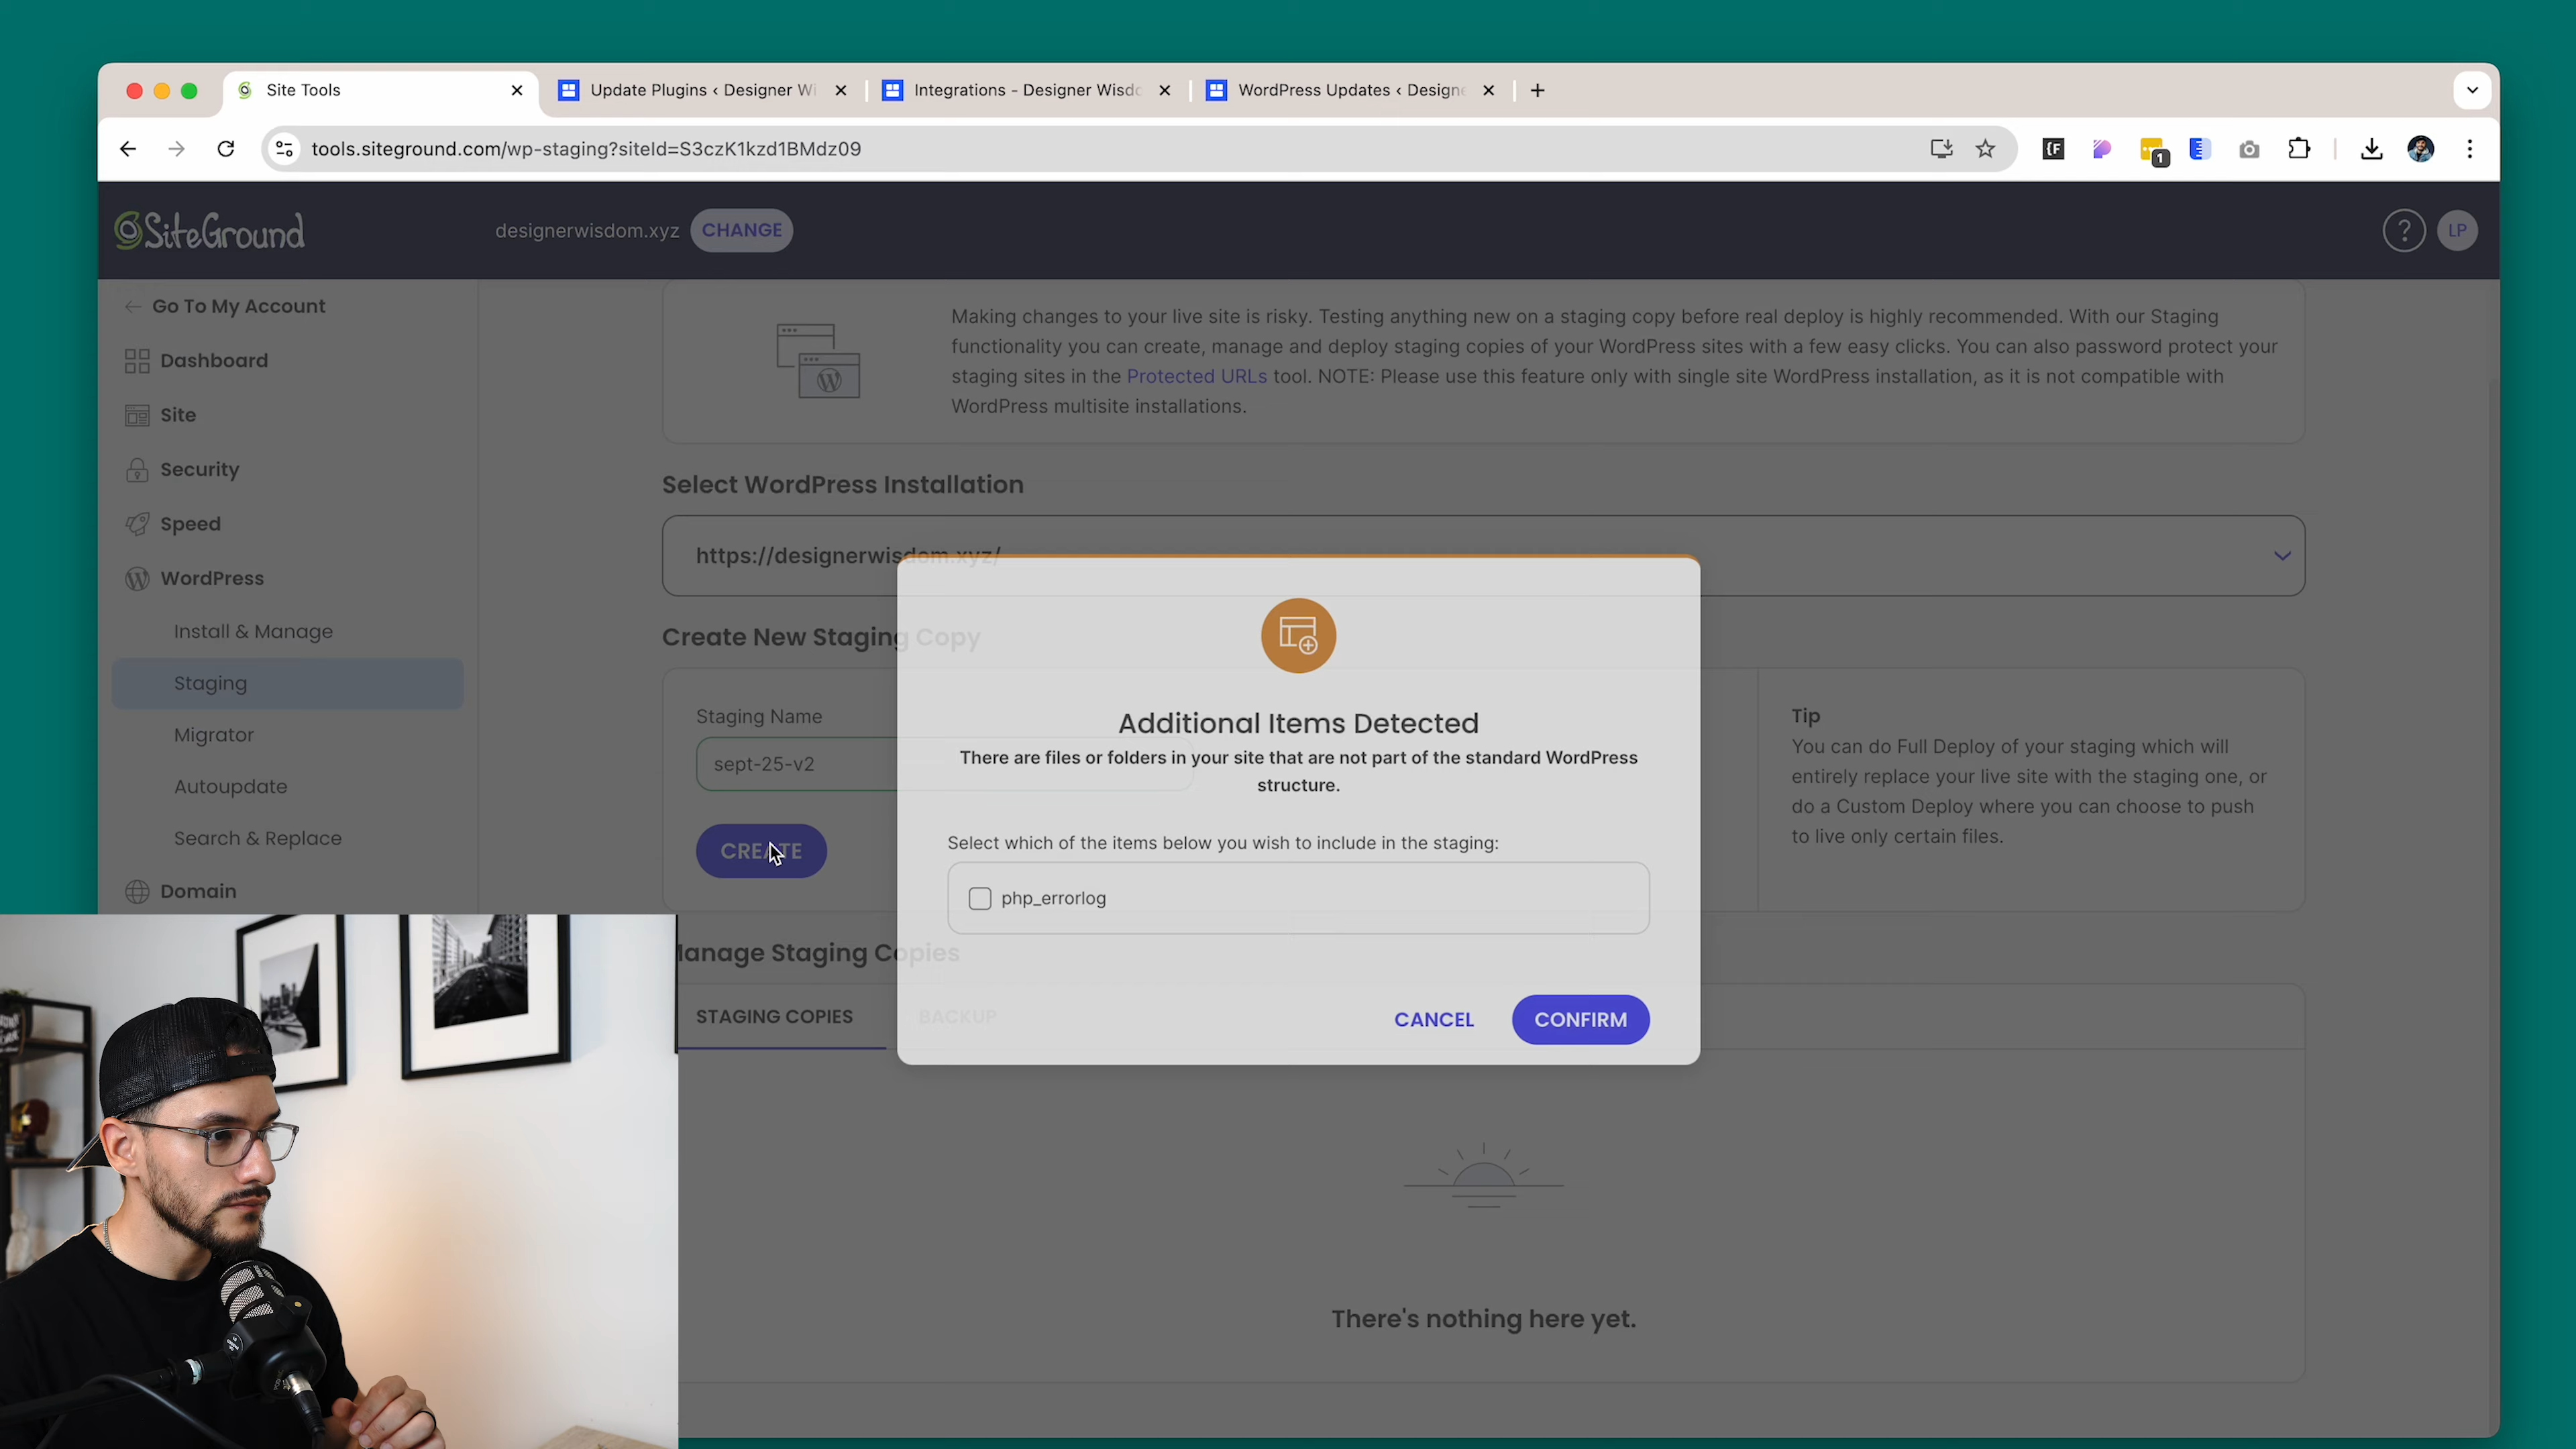 Site Tools
Update Plugins ‹ Designer Wi
Integrations - Designer Wisdo
WordPress Updates ‹ Designe
tools.siteground.com/wp-staging?siteId=S3czK1kzd1BMdz09
1
SiteGround
designerwisdom.xyz
CHANGE
?
LP
Go To My Account
Dashboard
Site
Security
Speed
WordPress
Install & Manage
Staging
Migrator
Autoupdate
Search & Replace
Domain
Making changes to your live site is risky. Testing anything new on a staging copy before real deploy is highly recommended. With our Staging
functionality you can create, manage and deploy staging copies of your WordPress sites with a few easy clicks. You can also password protect your
staging sites in the Protected URLs tool. NOTE: Please use this feature only with single site WordPress installation, as it is not compatible with
WordPress multisite installations.
Select WordPress Installation
https://designerwisdom.xyz/
Create New Staging Copy
Staging Name
sept-25-v2
CREATE
Tip
You can do Full Deploy of your staging which will
entirely replace your live site with the staging one, or
do a Custom Deploy where you can choose to push
to live only certain files.
Additional Items Detected
There are files or folders in your site that are not part of the standard WordPress
structure.
Select which of the items below you wish to include in the staging:
php_errorlog
CANCEL
CONFIRM
anage Staging Copies
STAGING COPIES
BACKUP
There's nothing here yet.